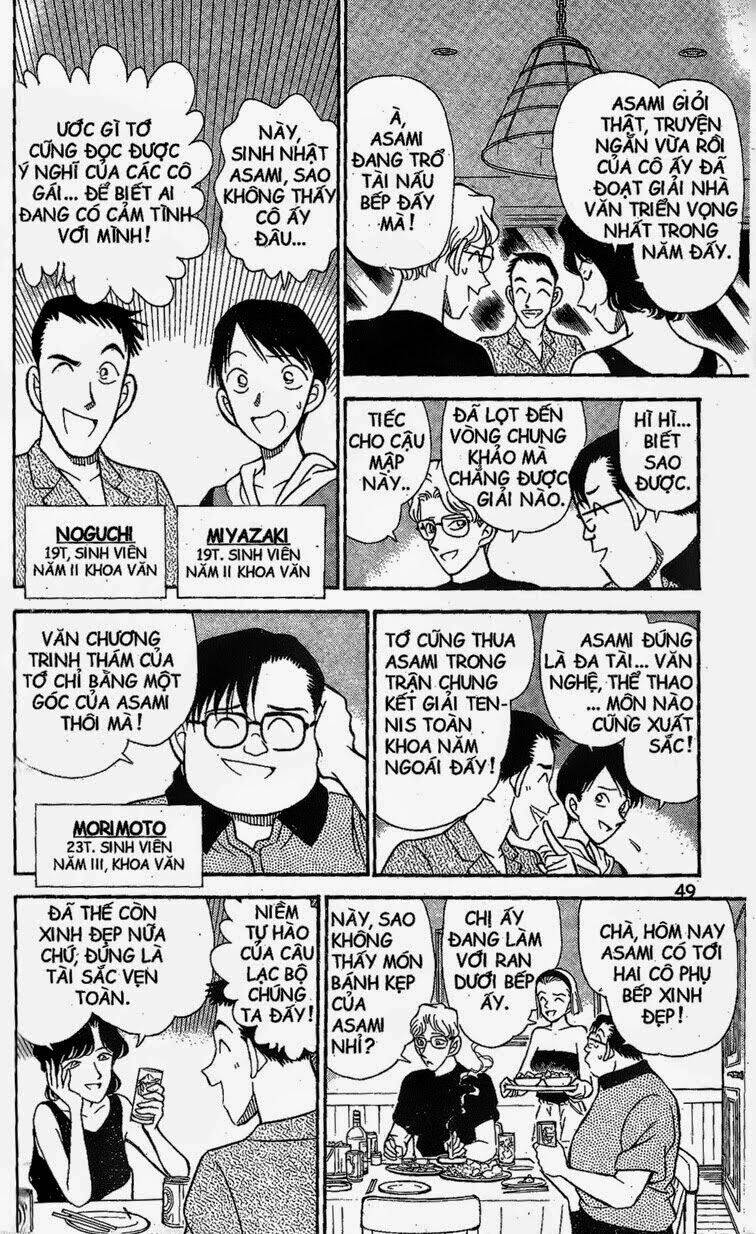 ƯỚC GÌ TỚ
CŨNG ĐỌC ĐƯỢC
Ý NGHĨ CỦA CÁC CÔ
GÁI... ĐỂ BIẾT AI
ĐANG CÓ CẢM TÌNH
VỚI MÌNH!
NÀY,
SINH NHẬT
ASAMI, SAO
KHÔNG THẤY
CÔ ẤY
ĐÂU...
NOGUCHI
19T, SINH VIÊN
NĂM II KHOA VĂN
MIYAZAKI
19T. SINH VIÊN
NĂM II KHOA VĂN
À,
ASAMI
ĐANG TRỔ
TÀI NẤU
BẾP ĐẤY
MÀ!
ASAMI GIỎI
THẬT, TRUYỆN
NGẮN VỪA RỒI
CỦA CÔ ẤY ĐÃ
ĐOẠT GIẢI NHÀ
VĂN TRIỂN VỌNG
NHẤT TRONG
NĂM ĐẤY.
TIẾC
CHO CẬU
MẬP
NÀY..
ĐÃ LỌT ĐẾN
VÒNG CHUNG
KHẢO MÀ
CHẲNG ĐƯỢC
GIẢI NÀO.
HÌ HÌ...
BIẾT
SAO
ĐƯỢC.
VĂN CHƯƠNG
TRINH THÁM CỦA
TỚ CHỈ BẰNG MỘT
GÓC CỦA ASAMI
THÔI MÀ!
MORIMOTO
23T. SINH VIÊN
NĂM III, KHOA VĂN
TỚ CŨNG THUA
ASAMI TRONG
TRẬN CHUNG
KẾT GIẢI TEN-
NIS TOÀN
KHOA NĂM
NGOÁI ĐẤY!
ASAMI ĐÚNG
LÀ ĐA TÀI... VĂN
NGHỆ, THỂ THAO
... MÔN NÀO
CŨNG XUẤT
SẮC!
49
ĐÃ THẾ CÒN
XINH ĐẸP NỮA
CHỨ, ĐÚNG LÀ
TÀI SẮC VẸN
TOÀN.
NIỀM
TỰ HÀO
CỦA CÂU
LẠC BỘ
CHÚNG
TA ĐẤY!
NÀY, SAO
KHÔNG
THẤY MÓN
BÁNH KẸP
CỦA
ASAMI
NHỈ?
CHỊ ẤY
ĐANG LÀM
VỚI RAN
DƯỚI BẾP
ẤY.
CHÀ, HÔM NAY
ASAMI CÓ TỚI
HAI CÔ PHỤ
BẾP XINH
ĐẸP!